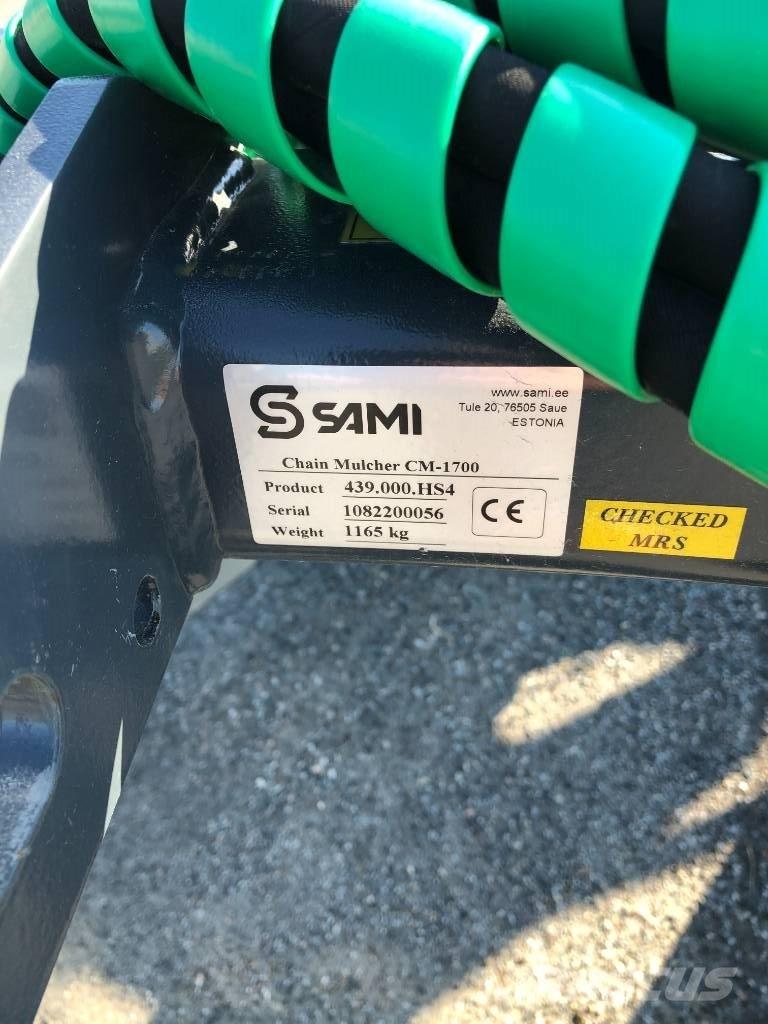 SAMI
www.sami.ee
Tule 20, 76505 Saue
ESTONIA
Chain Mulcher CM-1700
Product 439.000.HS4
Serial 1082200056
Weight 1165 kg
CE
CHECKED
MRS